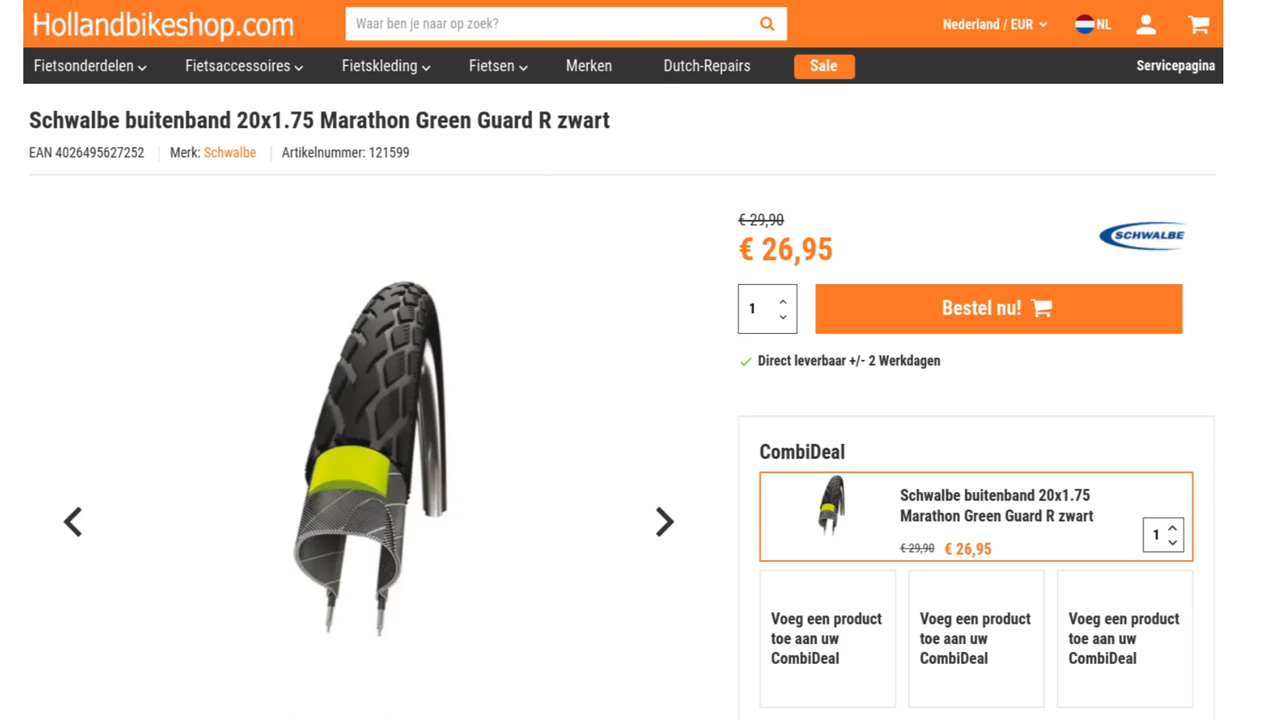 Hollandbikeshop.com
Waar ben je naar op zoek?
Nederland / EUR
NL
Fietsonderdelen
Fietsaccessoires
Fietskleding
Fietsen
Merken
Dutch-Repairs
Sale
Servicepagina
Schwalbe buitenband 20x1.75 Marathon Green Guard R zwart
EAN 4026495627252
Merk: Schwalbe
Artikelnummer: 121599
€ 29,90
€ 26,95
SCHWALBE
1
Bestel nu!
Direct leverbaar +/- 2 Werkdagen
CombiDeal
Schwalbe buitenband 20x1.75
Marathon Green Guard R zwart
€ 29,90 € 26,95
1
Voeg een product
toe aan uw
CombiDeal
Voeg een product
toe aan uw
CombiDeal
Voeg een product
toe aan uw
CombiDeal